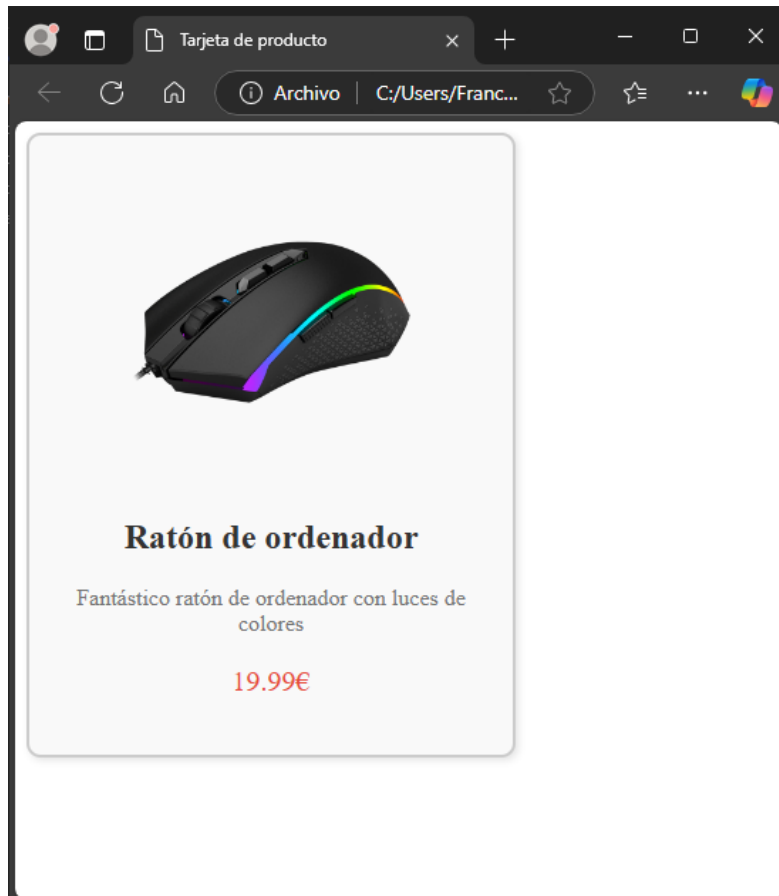 Tarjeta de producto
Archivo C:/Users/Franc...
Ratón de ordenador
Fantástico ratón de ordenador con luces de
colores
19.99€